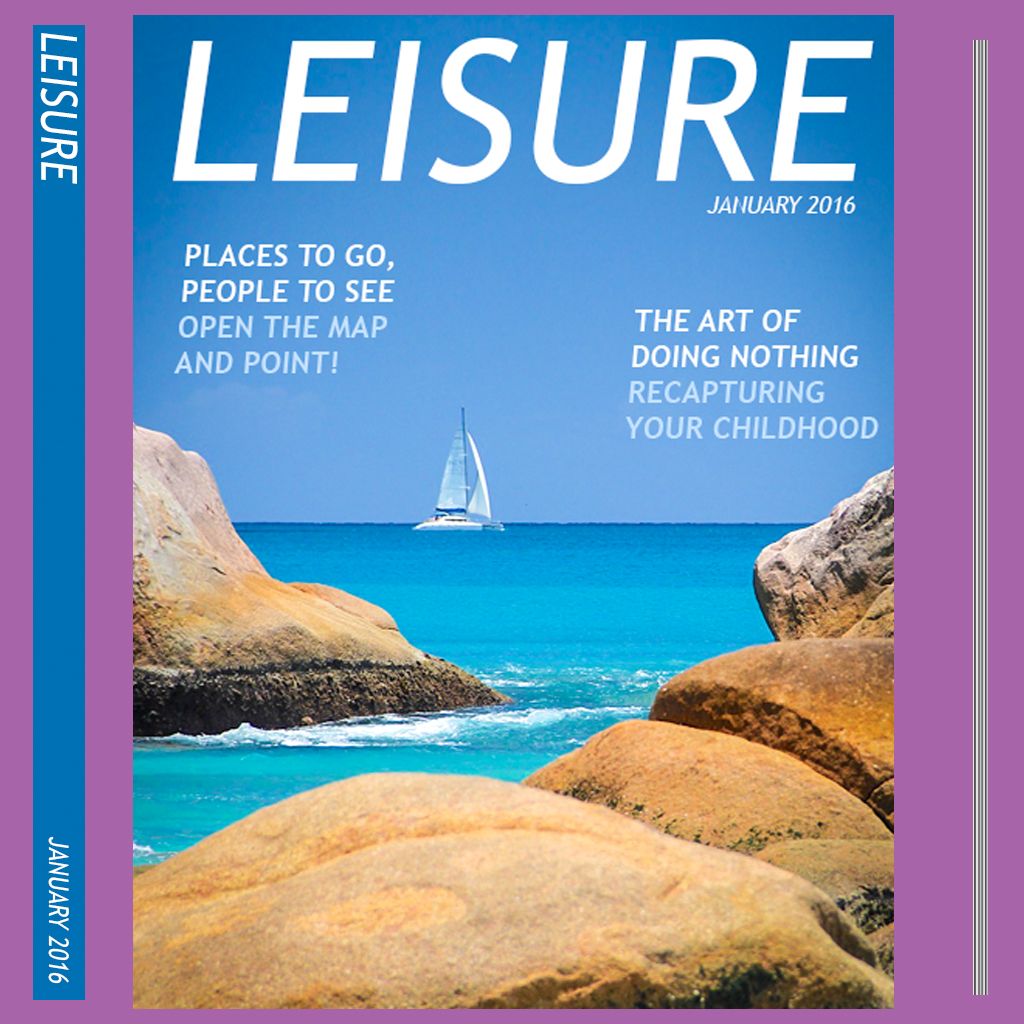 LEISURE
JANUARY 2016
LEISURE
JANUARY 2016
PLACES TO GO,
PEOPLE TO SEE
OPEN THE MAP
AND POINT!
THE ART OF
DOING NOTHING
RECAPTURING
YOUR CHILDHOOD